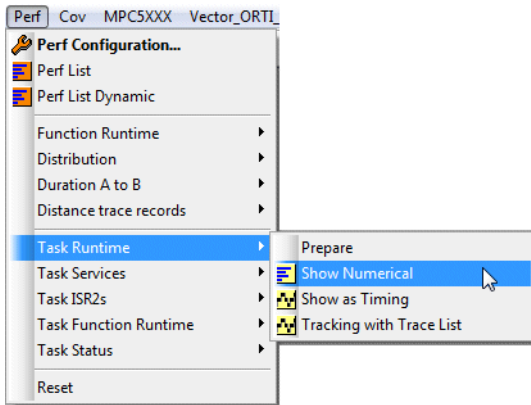 Perf Cov MPC5XXX Vector_ORTI_
Perf Configuration...
Perf List
Perf List Dynamic
Function Runtime
Distribution
Duration A to B
Distance trace records
Task Runtime
Prepare
Task Services
Show Numerical
Task ISR2s
Show as Timing
Task Function Runtime
Tracking with Trace List
Task Status
Reset